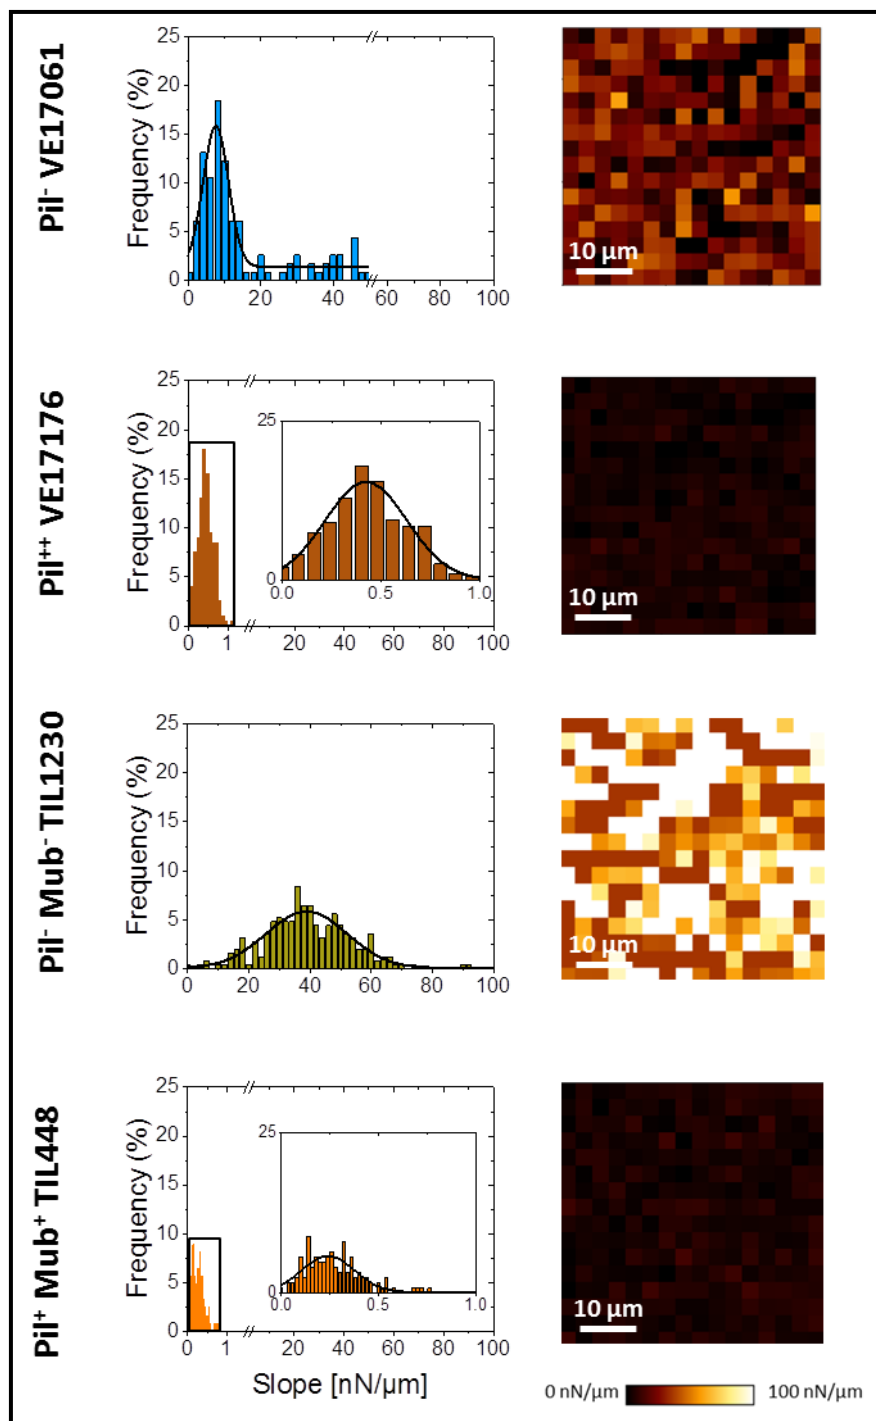 Pil⁻ VE17061
Frequency (%)
25
20
15
10
5
0
0 20 40 60 80 100
10 µm
Pil⁺⁺ VE17176
Frequency (%)
25
20
15
10
5
0
0 1 20 40 60 80 100
25
0
0.0 0.5 1.0
10 µm
Pil⁻ Mub⁻ TIL1230
Frequency (%)
25
20
15
10
5
0
0 20 40 60 80 100
10 µm
Pil⁺ Mub⁺ TIL448
Frequency (%)
25
20
15
10
5
0
0 1 20 40 60 80 100
25
0
0.0 0.5 1.0
Slope [nN/µm]
10 µm
0 nN/µm 100 nN/µm